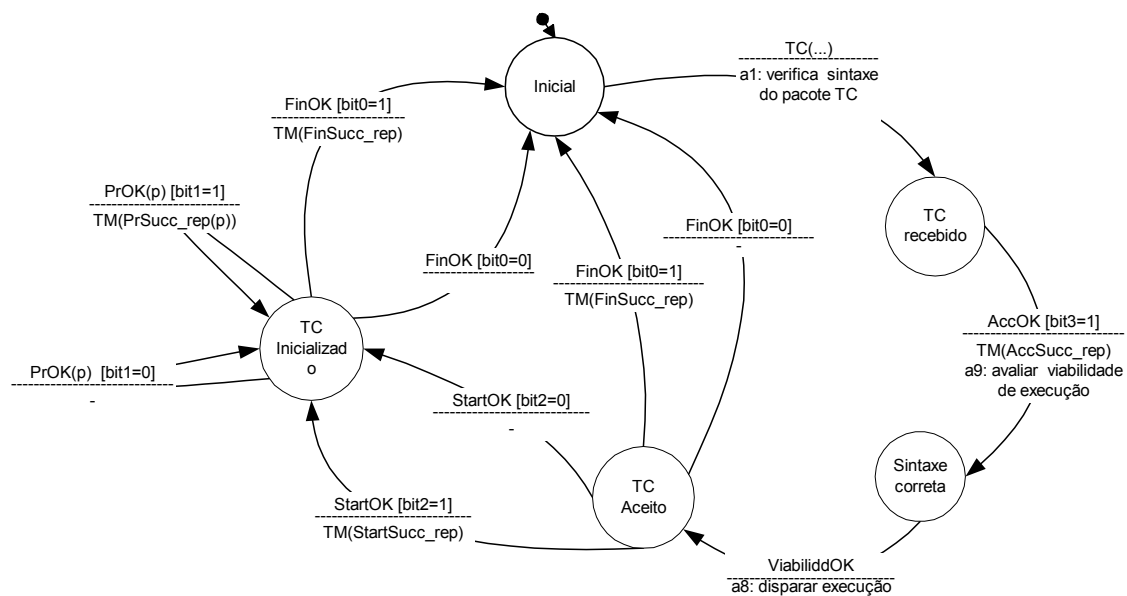 Inicial
TC(...)
a1: verifica sintaxe
do pacote TC
FinOK [bit0=1]
TM(FinSucc_rep)
PrOK(p) [bit1=1]
TM(PrSucc_rep(p))
TC
recebido
FinOK [bit0=0]
-
FinOK [bit0=0]
FinOK [bit0=1]
TM(FinSucc_rep)
TC
Inicializad
o
AccOK [bit3=1]
TM(AccSucc_rep)
a9: avaliar viabilidade
de execução
PrOK(p) [bit1=0]
-
StartOK [bit2=0]
-
Sintaxe
correta
TC
Aceito
StartOK [bit2=1]
TM(StartSucc_rep)
ViabiliddOK
a8: disparar execução